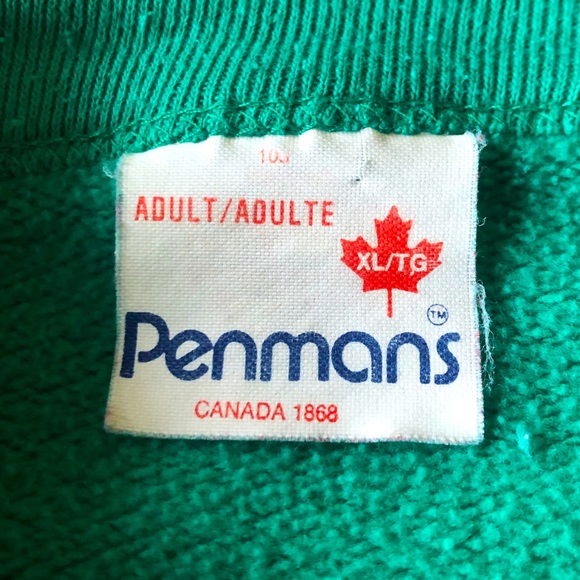 ADULT/ADULTE
XL/TG
Penmans TM
CANADA 1868